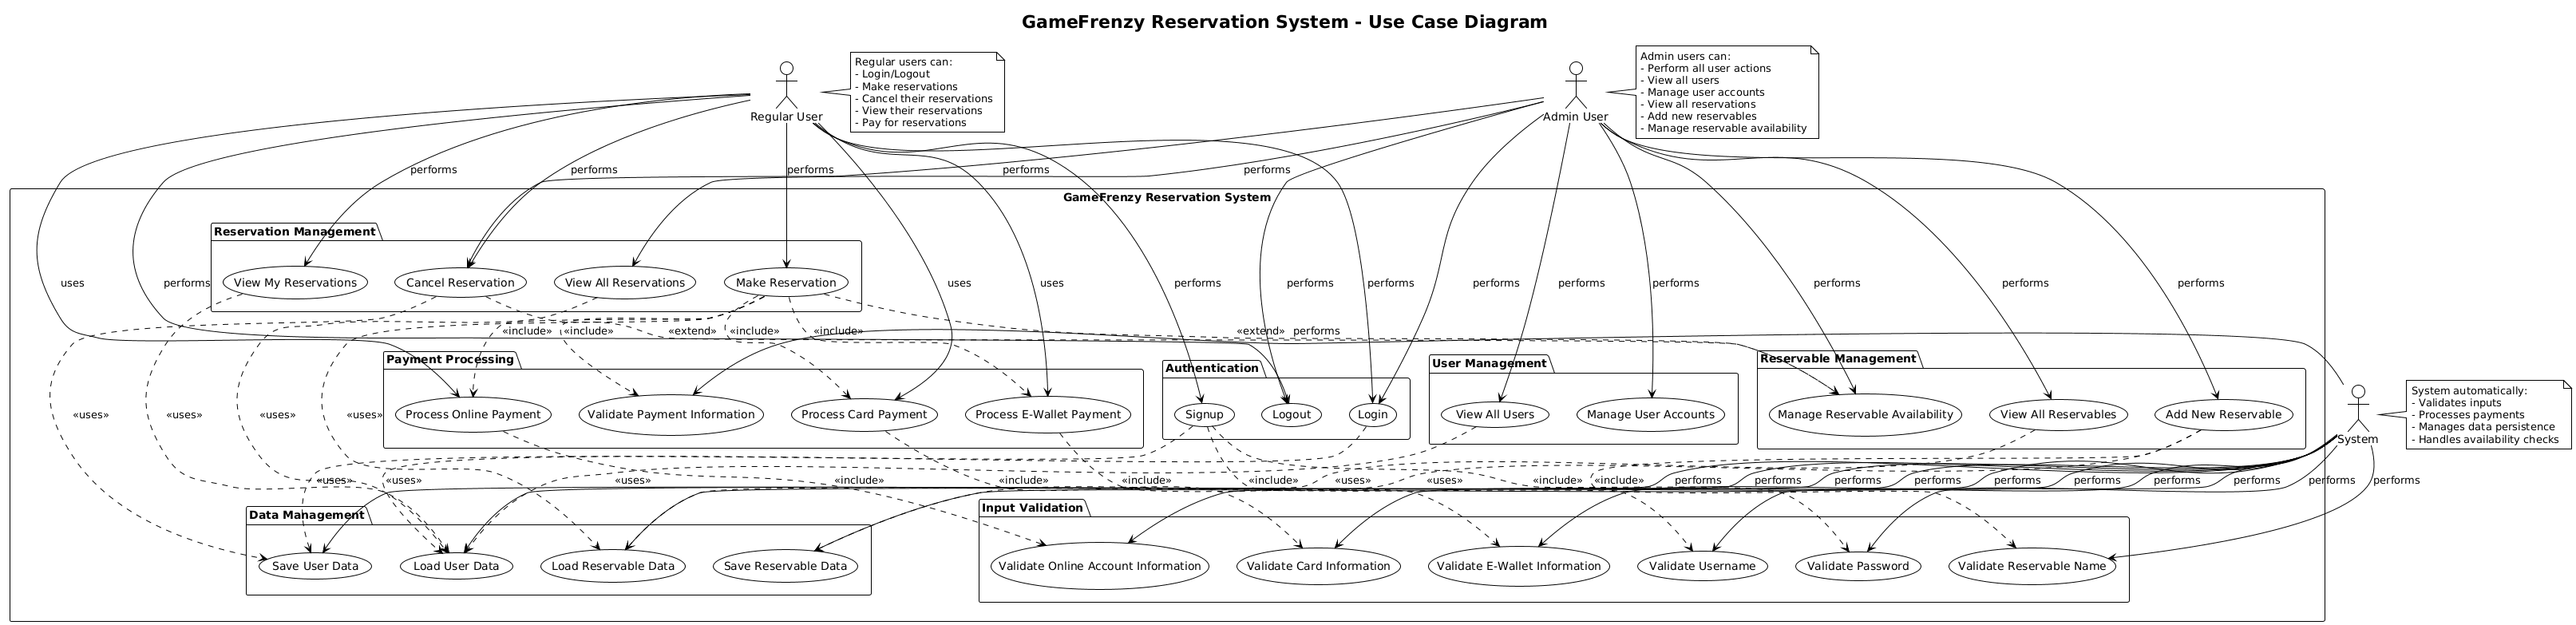 GameFrenzy Reservation System - Use Case Diagram
Regular users can:
- Login/Logout
- Make reservations
- Cancel their reservations
- View their reservations
- Pay for reservations
Admin users can:
- Perform all user actions
- View all users
- Manage user accounts
- View all reservations
- Add new reservables
- Manage reservable availability
Regular User
Admin User
performs
performs
performs
performs
performs
GameFrenzy Reservation System
Reservation Management
View My Reservations
Cancel Reservation
View All Reservations
Make Reservation
uses
performs
uses
uses
performs
performs
performs
performs
performs
performs
performs
performs
performs
«include»
«include»
«extend»
«include»
«include»
«extend»
performs
Payment Processing
Process Online Payment
Validate Payment Information
Process Card Payment
Process E-Wallet Payment
Authentication
Signup
Logout
Login
User Management
View All Users
Manage User Accounts
Reservable Management
Manage Reservable Availability
View All Reservables
Add New Reservable
System automatically:
- Validates inputs
- Processes payments
- Manages data persistence
- Handles availability checks
System
«uses»
«uses»
«uses»
«uses»
«uses»
«uses»
«uses»
«include»
«include»
«include»
«include»
«uses»
«uses»
«include»
«include»
performs
performs
performs
performs
performs
performs
performs
performs
performs
Data Management
Save User Data
Load User Data
Load Reservable Data
Save Reservable Data
Input Validation
Validate Online Account Information
Validate Card Information
Validate E-Wallet Information
Validate Username
Validate Password
Validate Reservable Name